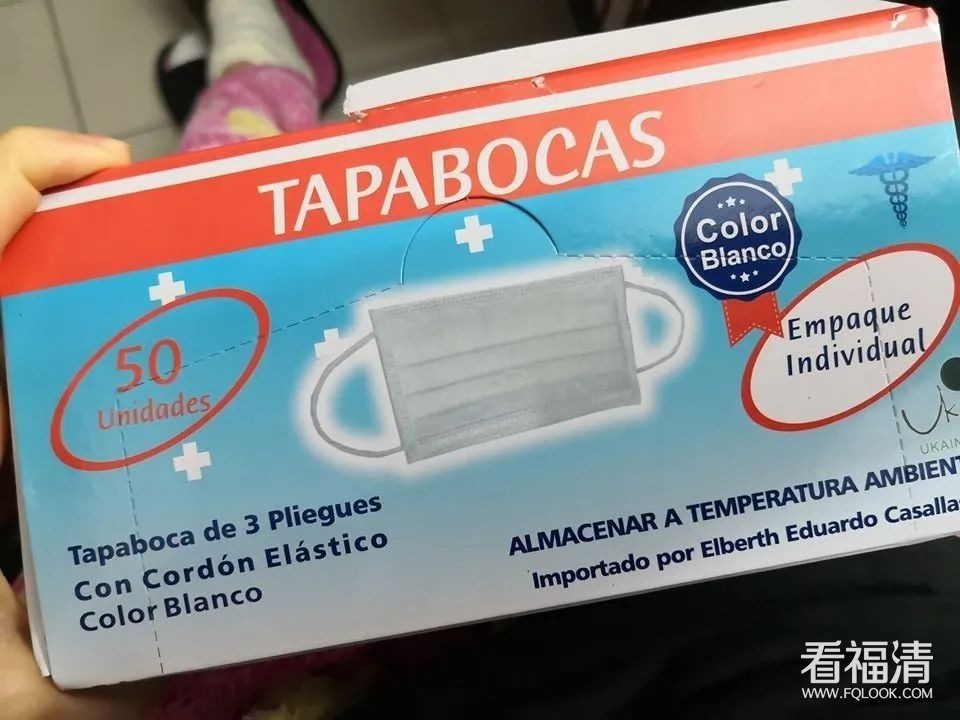 TAPABOCAS
Color
Blanco
50
Unidades
Empaque
Individual
Tapaboca de 3 Pliegues
Con Cordón Elástico
Color Blanco
ALMACENAR A TEMPERATURA AMBIENT
Importado por Elberth Eduardo Casalla
看福清
WWW.FQLOOK.COM